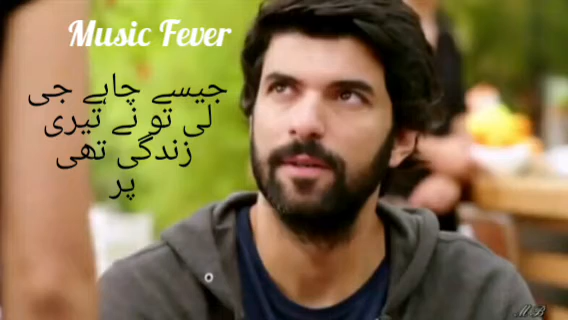 Music Fever
جیسے چاہے جی
لی تو نے تیری
زندگی تھی
پر
M B